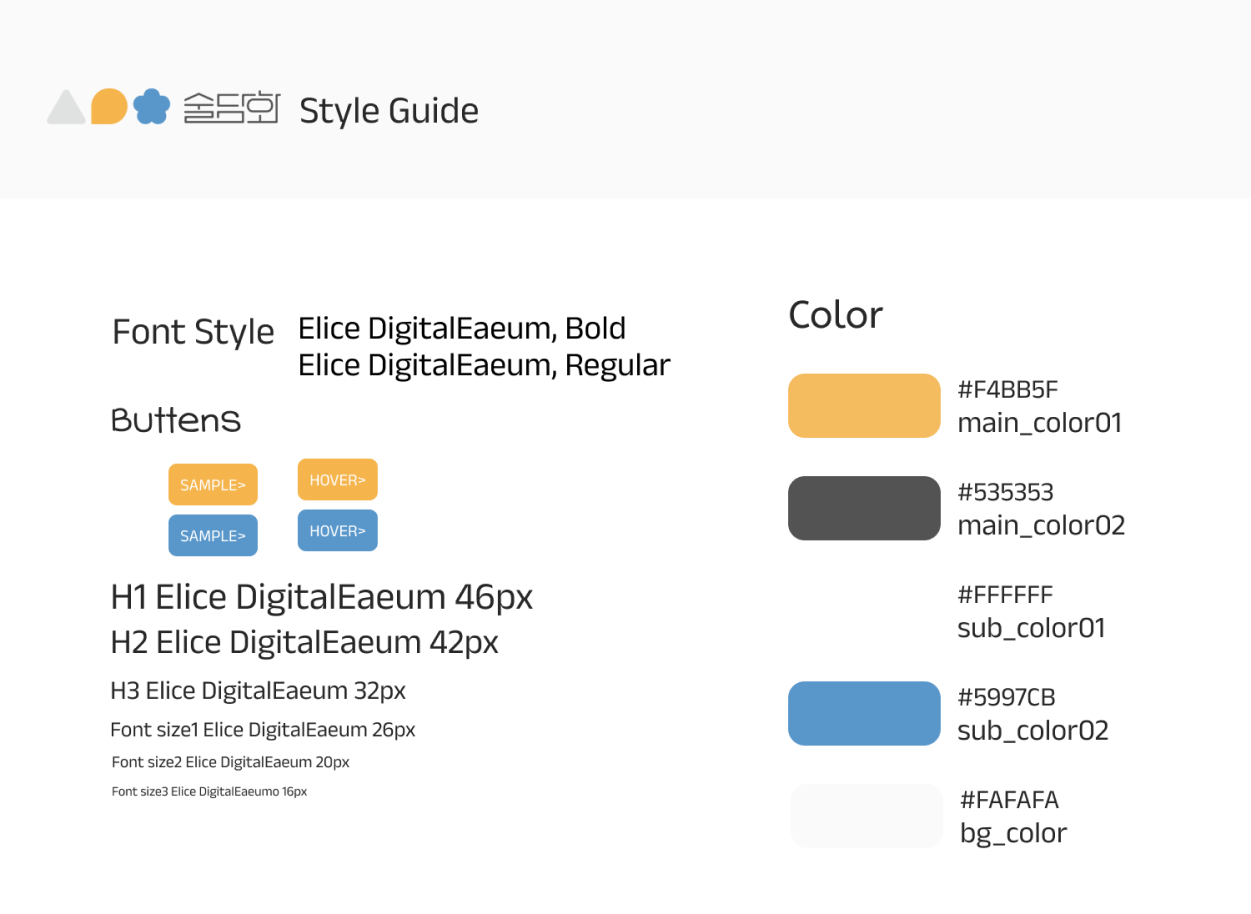 술듬회 Style Guide
Font Style
Elice DigitalEaeum, Bold
Elice DigitalEaeum, Regular
Buttens
SAMPLE>
HOVER>
SAMPLE>
HOVER>
H1 Elice DigitalEaeum 46px
H2 Elice DigitalEaeum 42px
H3 Elice DigitalEaeum 32px
Font size1 Elice DigitalEaeum 26px
Font size2 Elice DigitalEaeum 20px
Font size3 Elice DigitalEaeumo 16px
Color
#F4BB5F
main_color01
#535353
main_color02
#FFFFFF
sub_color01
#5997CB
sub_color02
#FAFAFA
bg_color